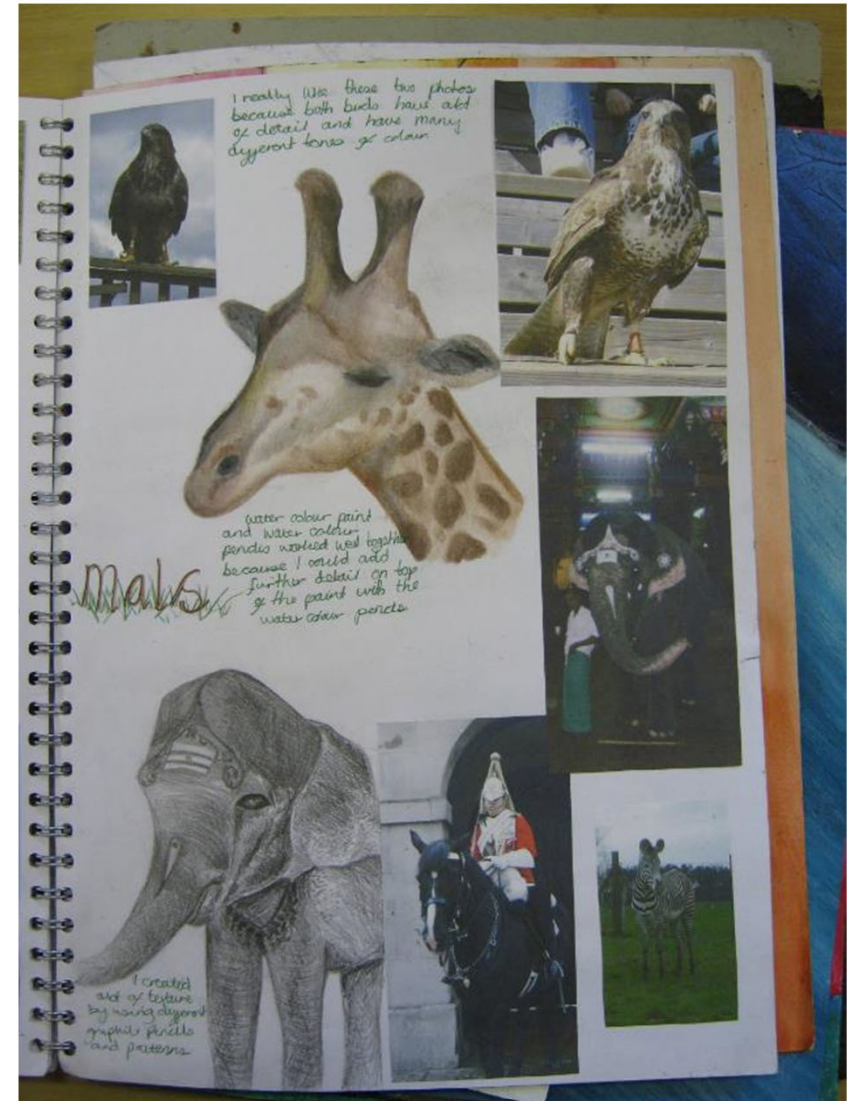 I really like these two photos
because both birds have alot
of detail and have many
different tones of colour.
water colour paint
and water colour
pencils worked well together
because I could add
further detail on top
of the paint with the
water colour pencils
mals
I created
alot of texture
by using different
graphite pencils
and patterns